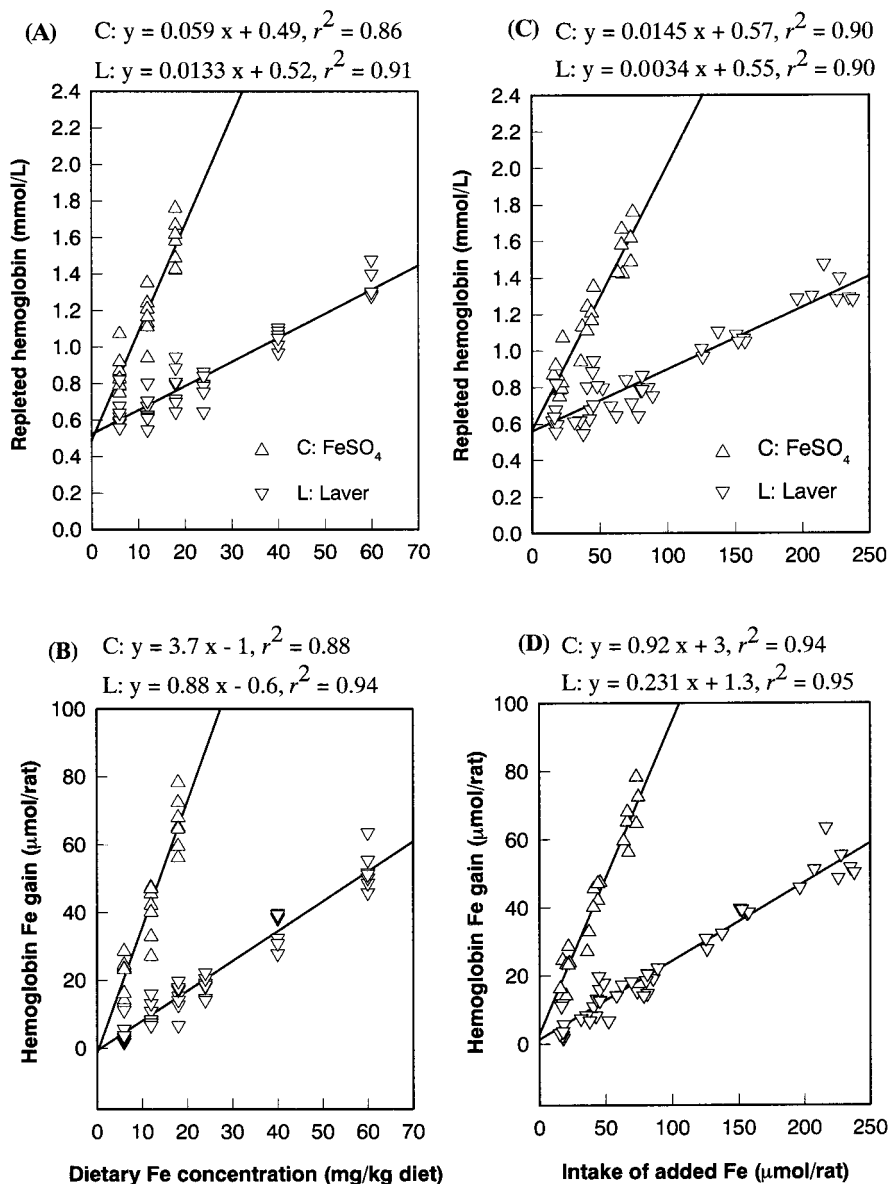 (A) C: y = 0.059 x + 0.49, r² = 0.86
L: y = 0.0133 x + 0.52, r² = 0.91
2.4
2.2
2.0
1.8
1.6
1.4
1.2
1.0
0.8
0.6
0.4
0.2
0.0
Repleted hemoglobin (mmol/L)
C: FeSO₄
L: Laver
0 10 20 30 40 50 60 70
(C) C: y = 0.0145 x + 0.57, r² = 0.90
L: y = 0.0034 x + 0.55, r² = 0.90
2.4
2.2
2.0
1.8
1.6
1.4
1.2
1.0
0.8
0.6
0.4
0.2
0.0
Repleted hemoglobin (mmol/L)
C: FeSO₄
L: Laver
0 50 100 150 200 250
(B) C: y = 3.7 x - 1, r² = 0.88
L: y = 0.88 x - 0.6, r² = 0.94
100
80
60
40
20
0
Hemoglobin Fe gain (μmol/rat)
0 10 20 30 40 50 60 70
Dietary Fe concentration (mg/kg diet)
(D) C: y = 0.92 x + 3, r² = 0.94
L: y = 0.231 x + 1.3, r² = 0.95
100
80
60
40
20
0
Hemoglobin Fe gain (μmol/rat)
0 50 100 150 200 250
Intake of added Fe (μmol/rat)